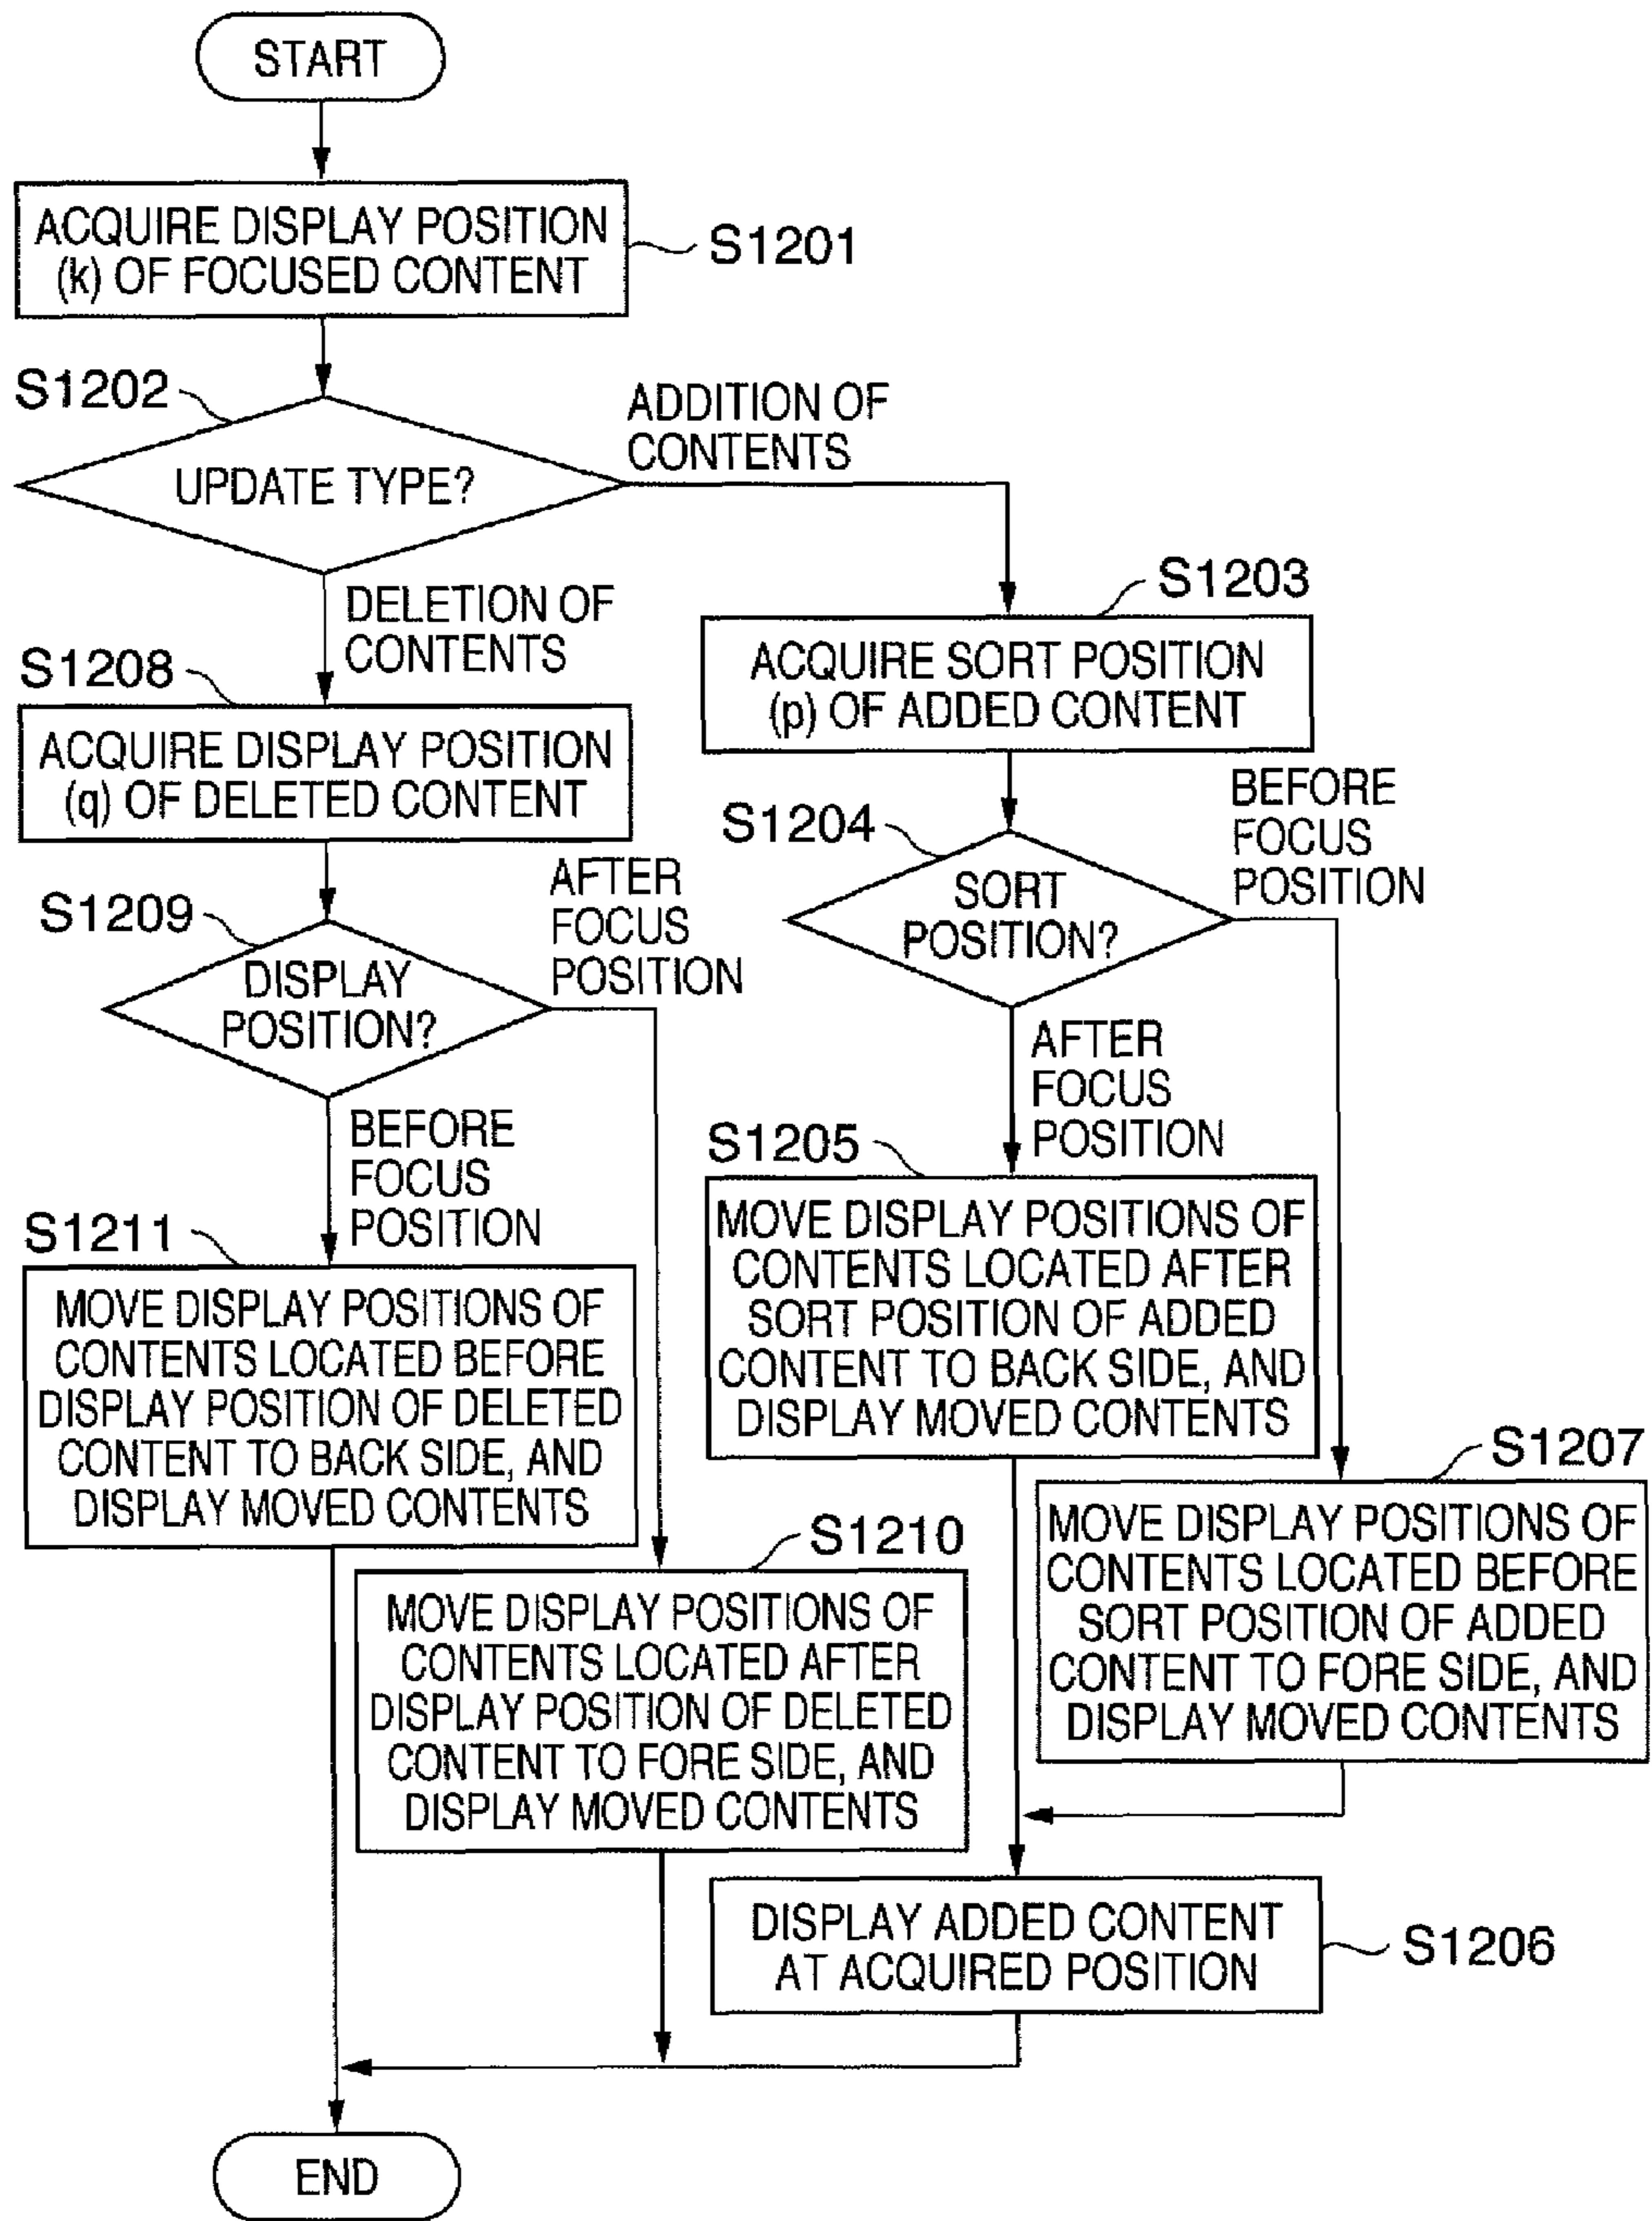 START
ACQUIRE DISPLAY POSITION
(k) OF FOCUSED CONTENT
S1201
S1202
UPDATE TYPE?
ADDITION OF
CONTENTS
DELETION OF
CONTENTS
S1203
ACQUIRE SORT POSITION
(p) OF ADDED CONTENT
S1208
ACQUIRE DISPLAY POSITION
(q) OF DELETED CONTENT
S1204
SORT
POSITION?
BEFORE
FOCUS
POSITION
S1209
DISPLAY
POSITION?
AFTER
FOCUS
POSITION
AFTER
FOCUS
POSITION
BEFORE
FOCUS
POSITION
S1205
MOVE DISPLAY POSITIONS OF
CONTENTS LOCATED AFTER
SORT POSITION OF ADDED
CONTENT TO BACK SIDE, AND
DISPLAY MOVED CONTENTS
S1211
MOVE DISPLAY POSITIONS OF
CONTENTS LOCATED BEFORE
DISPLAY POSITION OF DELETED
CONTENT TO BACK SIDE, AND
DISPLAY MOVED CONTENTS
S1207
MOVE DISPLAY POSITIONS OF
CONTENTS LOCATED BEFORE
SORT POSITION OF ADDED
CONTENT TO FORE SIDE, AND
DISPLAY MOVED CONTENTS
S1210
MOVE DISPLAY POSITIONS OF
CONTENTS LOCATED AFTER
DISPLAY POSITION OF DELETED
CONTENT TO FORE SIDE, AND
DISPLAY MOVED CONTENTS
DISPLAY ADDED CONTENT
AT ACQUIRED POSITION
S1206
END